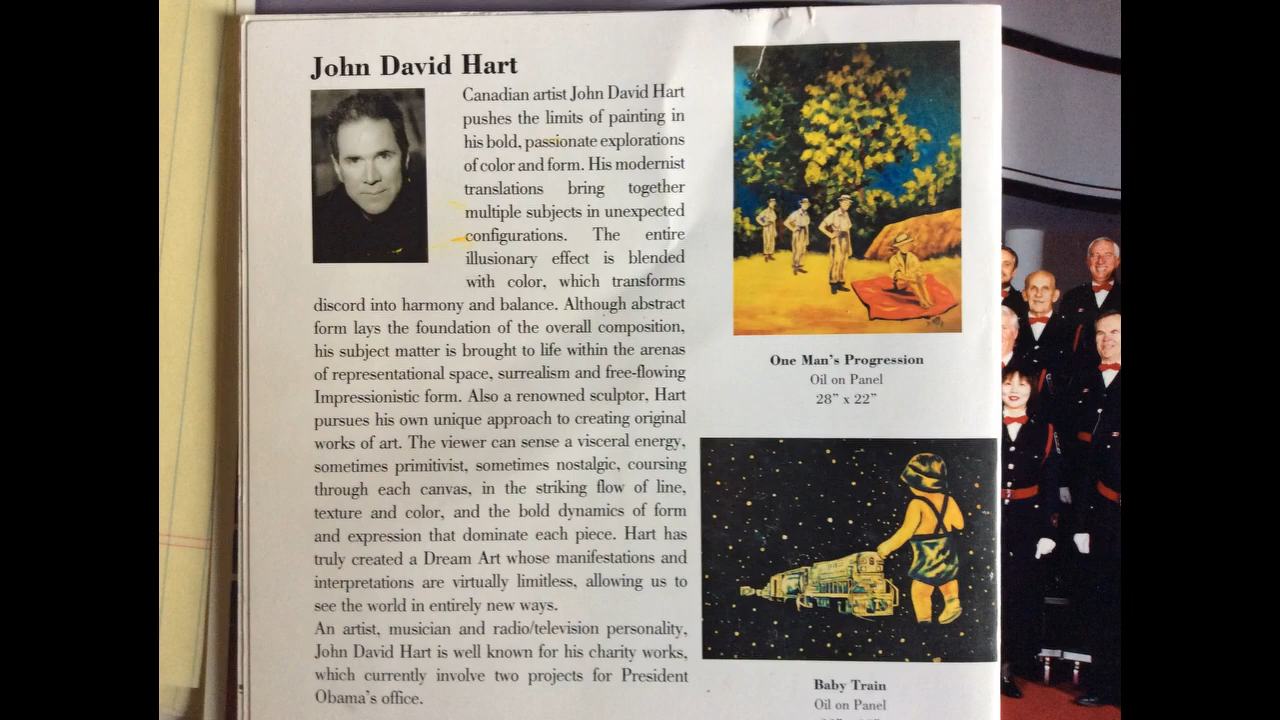 John David Hart
Canadian artist John David Hart
pushes the limits of painting in
his bold, passionate explorations
of color and form. His modernist
translations bring together
multiple subjects in unexpected
configurations. The entire
illusionary effect is blended
with color, which transforms
discord into harmony and balance. Although abstract
form lays the foundation of the overall composition,
his subject matter is brought to life within the arenas
of representational space, surrealism and free-flowing
Impressionistic form. Also a renowned sculptor, Hart
pursues his own unique approach to creating original
works of art. The viewer can sense a visceral energy,
sometimes primitivist, sometimes nostalgic, coursing
through each canvas, in the striking flow of line,
texture and color, and the bold dynamics of form
and expression that dominate each piece. Hart has
truly created a Dream Art whose manifestations and
interpretations are virtually limitless, allowing us to
see the world in entirely new ways.
An artist, musician and radio/television personality,
John David Hart is well known for his charity works,
which currently involve two projects for President
Obama's office.
One Man's Progression
Oil on Panel
28" x 22"
Baby Train
Oil on Panel